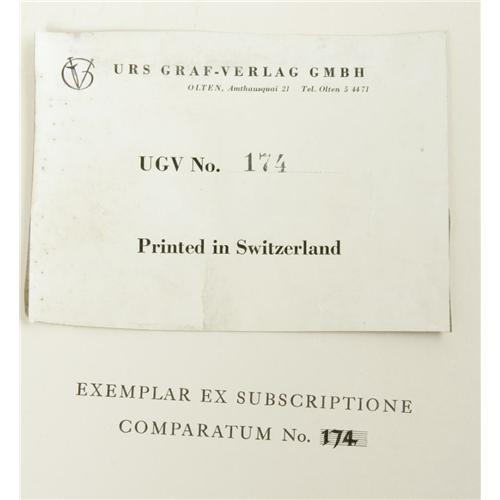 URS GRAF-VERLAG GMBH
OLTEN, Amthausquai 21 Tel. Olten 5 44 71
UGV No. 174
Printed in Switzerland
EXEMPLAR EX SUBSCRIPTIONE
COMPARATUM No. 174